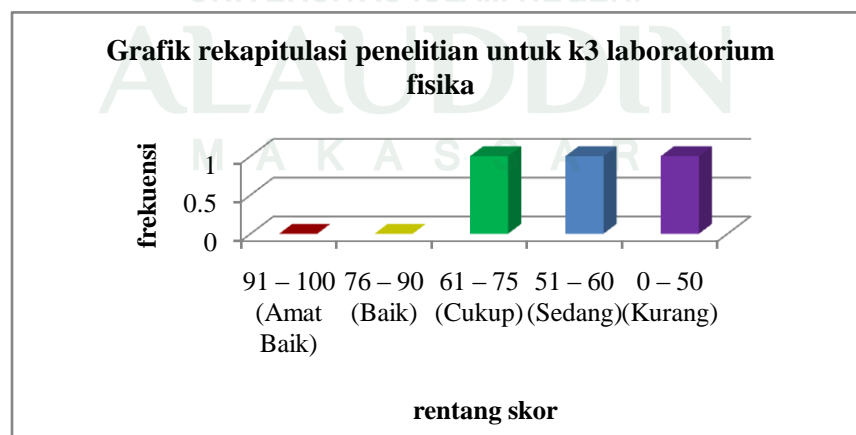 Grafik rekapitulasi penelitian untuk k3 laboratorium
fisika
ALAUDDIN
MAKASSAR
frekuensi
1
0.5
0
91 – 100 76 – 90 61 – 75 51 – 60 0 – 50
(Amat (Baik) (Cukup) (Sedang)(Kurang)
Baik)
rentang skor